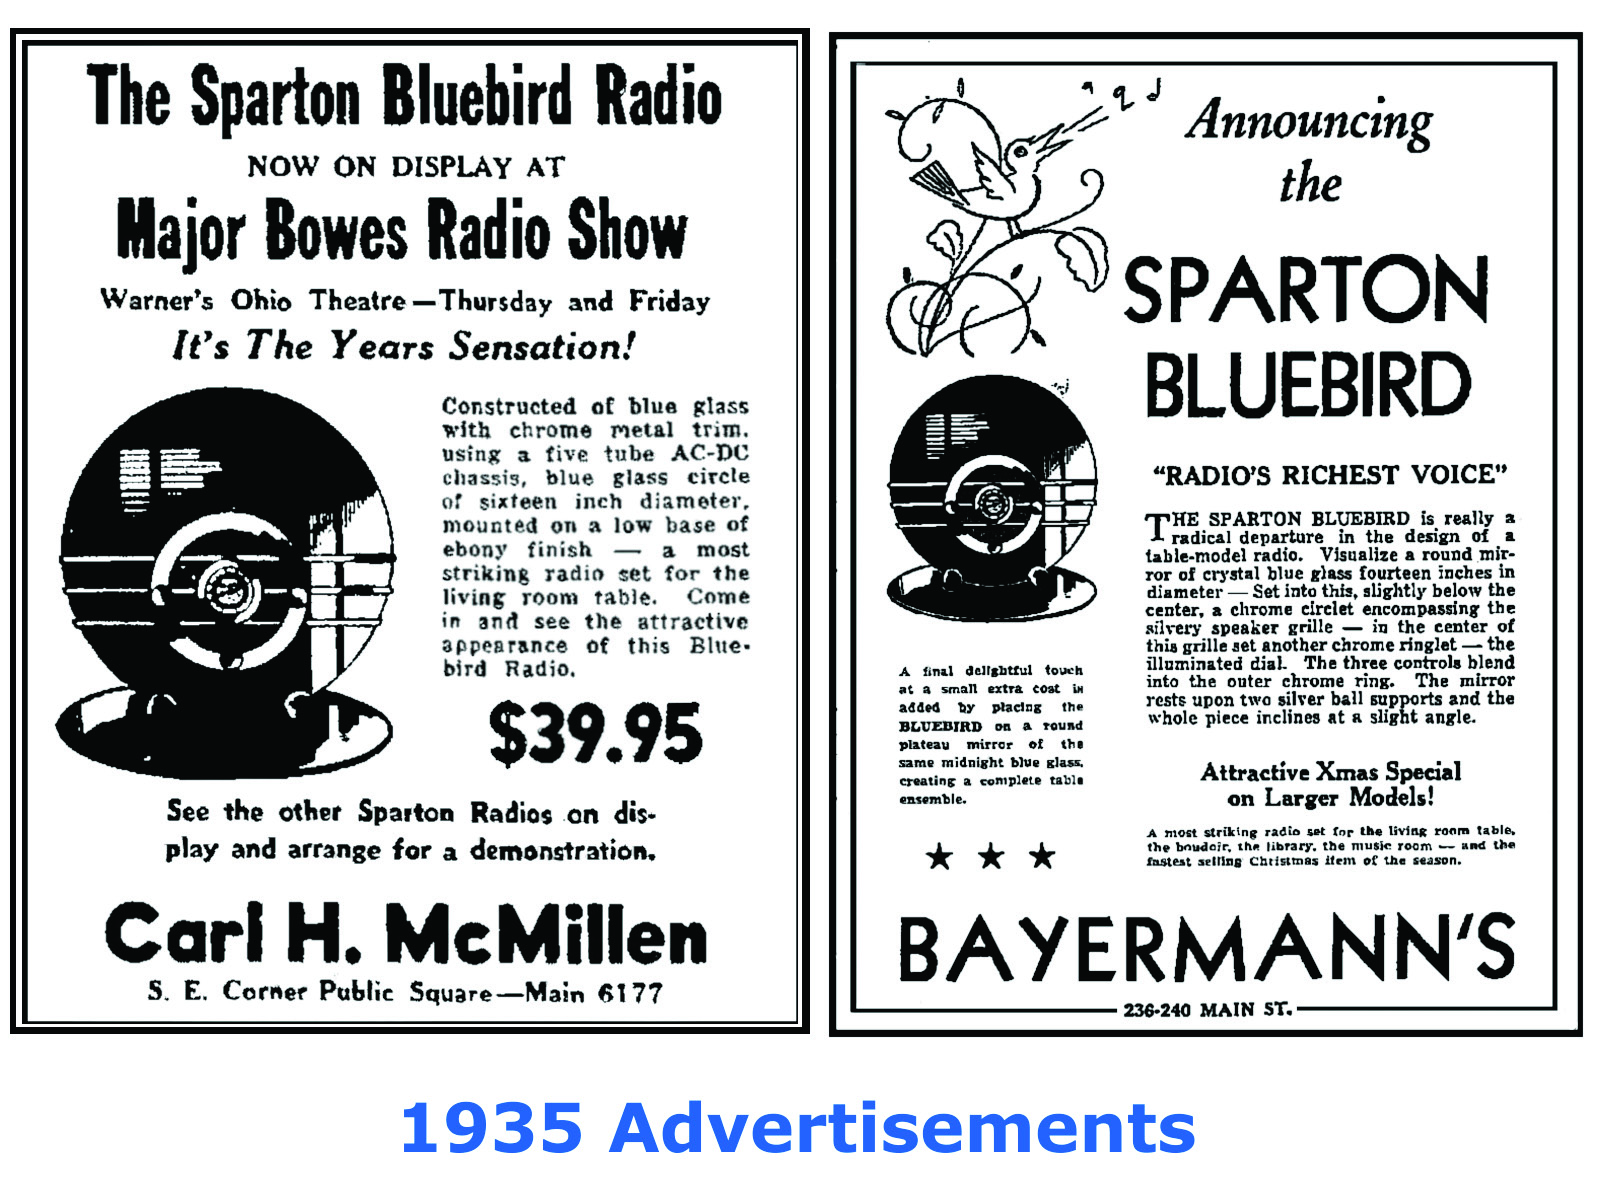 The Sparton Bluebird Radio
NOW ON DISPLAY AT
Major Bowes Radio Show
Warner's Ohio Theatre—Thursday and Friday
It's The Years Sensation!
Constructed of blue glass
with chrome metal trim,
using a five tube AC-DC
chassis, blue glass circle
of sixteen inch diameter,
mounted on a low base of
ebony finish — a most
striking radio set for the
living room table. Come
in and see the attractive
appearance of this Blue-
bird Radio.
$39.95
See the other Sparton Radios on dis-
play and arrange for a demonstration.
Carl H. McMillen
S. E. Corner Public Square—Main 6177
Announcing
the
SPARTON
BLUEBIRD
"RADIO'S RICHEST VOICE"
THE SPARTON BLUEBIRD is really a
radical departure in the design of a
table-model radio. Visualize a round mir-
ror of crystal blue glass fourteen inches in
diameter — Set into this, slightly below the
center, a chrome circlet encompassing the
silvery speaker grille — in the center of
this grille set another chrome ringlet — the
illuminated dial. The three controls blend
into the outer chrome ring. The mirror
rests upon two silver ball supports and the
whole piece inclines at a slight angle.
A final delightful touch
at a small extra cost is
added by placing the
BLUEBIRD on a round
plateau mirror of the
same midnight blue glass,
creating a complete table
ensemble.
Attractive Xmas Special
on Larger Models!
A most striking radio set for the living room table,
the boudoir, the library, the music room — and the
fastest selling Christmas item of the season.
BAYERMANN'S
236-240 MAIN ST.
1935 Advertisements